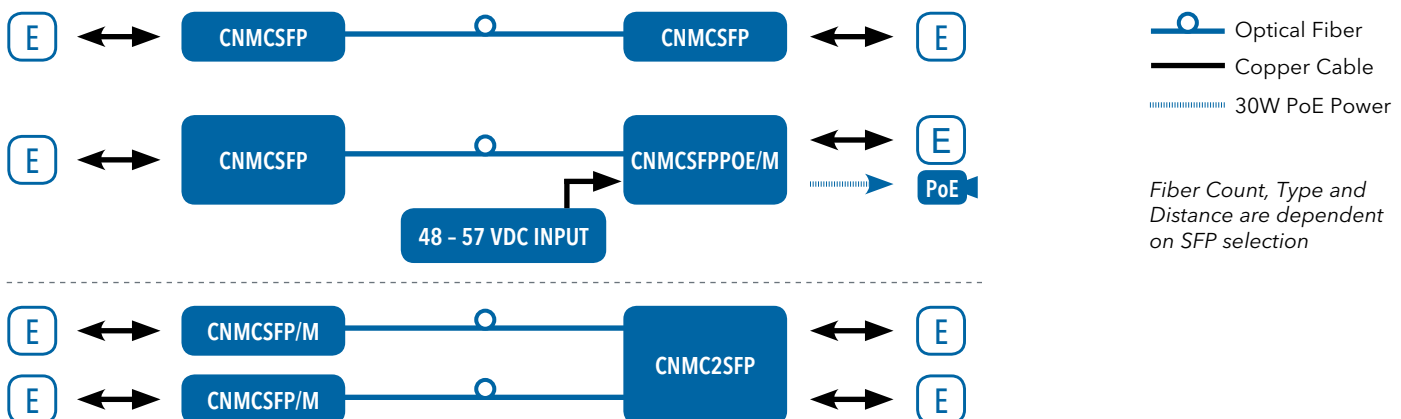 E
CNMCSFP
CNMCSFP
E
Optical Fiber
Copper Cable
30W PoE Power
E
CNMCSFP
CNMCSFPPOE/M
E
PoE
48 – 57 VDC INPUT
Fiber Count, Type and
Distance are dependent
on SFP selection
E
CNMCSFP/M
CNMC2SFP
E
E
CNMCSFP/M
E